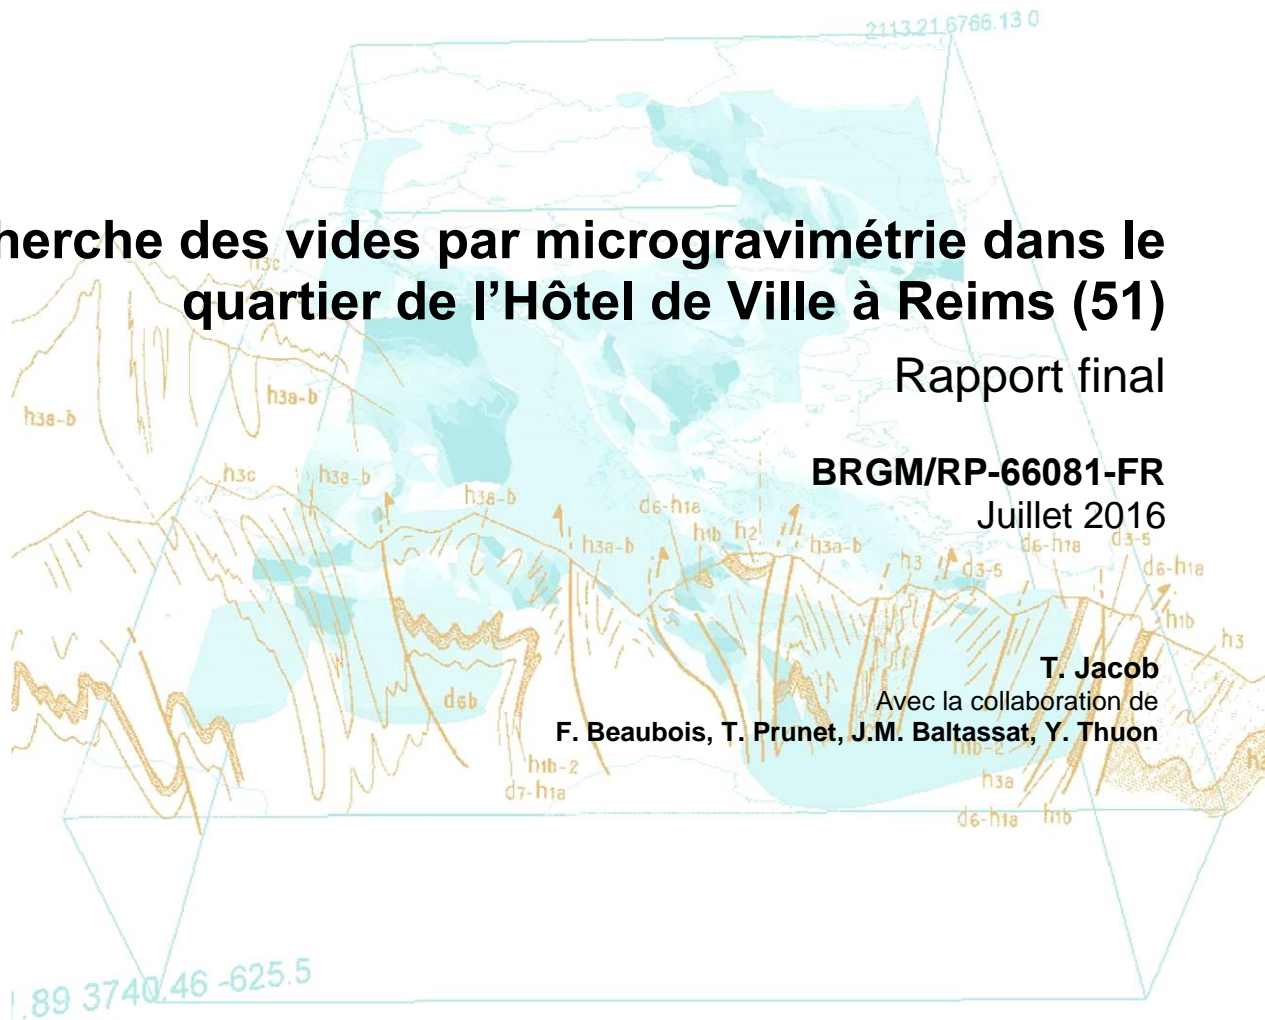 2113.21 6766.13 0
herche des vides par microgravimétrie dans le
quartier de l'Hôtel de Ville à Reims (51)
Rapport final
BRGM/RP-66081-FR
Juillet 2016
T. Jacob
Avec la collaboration de
F. Beaubois, T. Prunet, J.M. Baltassat, Y. Thuon
h3c
h3a-b
h3a-b
h3c
h3a-b
h3a-b
h3a-b
d6-h1a
h1b
h2
h3a-b
h3
d3-5
d6-h1a
d3-5
d6-h1a
h1b
h3
d6b
h1b-2
d7-h1a
h1b-2
h3a
d6-h1a
h1b
.89 3740.46 -625.5